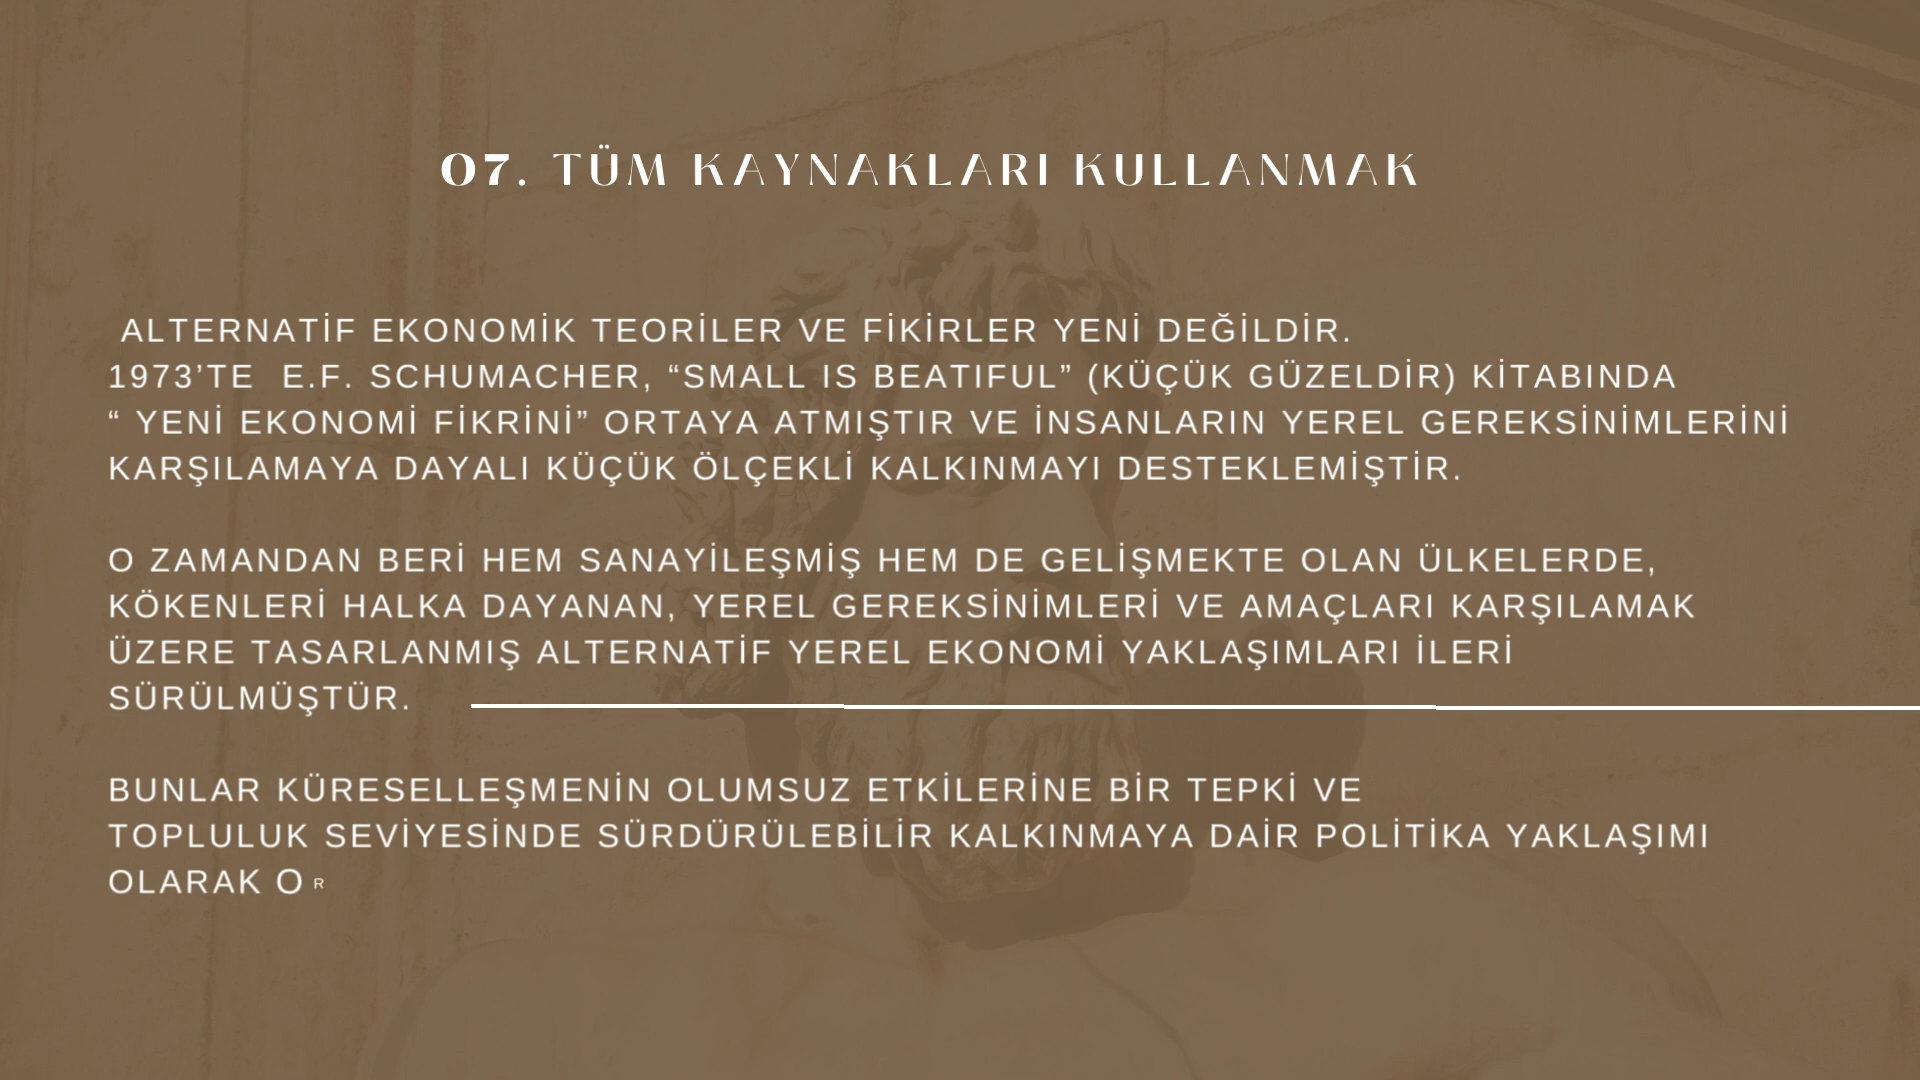 07. TÜM KAYNAKLARI KULLANMAK
ALTERNATİF EKONOMİK TEORİLER VE FİKİRLER YENİ DEĞİLDİR.
1973’TE E.F. SCHUMACHER, “SMALL IS BEATIFUL” (KÜÇÜK GÜZELDİR) KİTABINDA
“ YENİ EKONOMİ FİKRİNİ” ORTAYA ATMIŞTIR VE İNSANLARIN YEREL GEREKSİNİMLERİNİ
KARŞILAMAYA DAYALI KÜÇÜK ÖLÇEKLİ KALKINMAYI DESTEKLEMİŞTİR.
O ZAMANDAN BERİ HEM SANAYİLEŞMİŞ HEM DE GELİŞMEKTE OLAN ÜLKELERDE,
KÖKENLERİ HALKA DAYANAN, YEREL GEREKSİNİMLERİ VE AMAÇLARI KARŞILAMAK
ÜZERE TASARLANMIŞ ALTERNATİF YEREL EKONOMİ YAKLAŞIMLARI İLERİ
SÜRÜLMÜŞTÜR.
BUNLAR KÜRESELLEŞMENİN OLUMSUZ ETKİLERİNE BİR TEPKİ VE
TOPLULUK SEVİYESİNDE SÜRDÜRÜLEBİLİR KALKINMAYA DAİR POLİTİKA YAKLAŞIMI
OLARAK O R